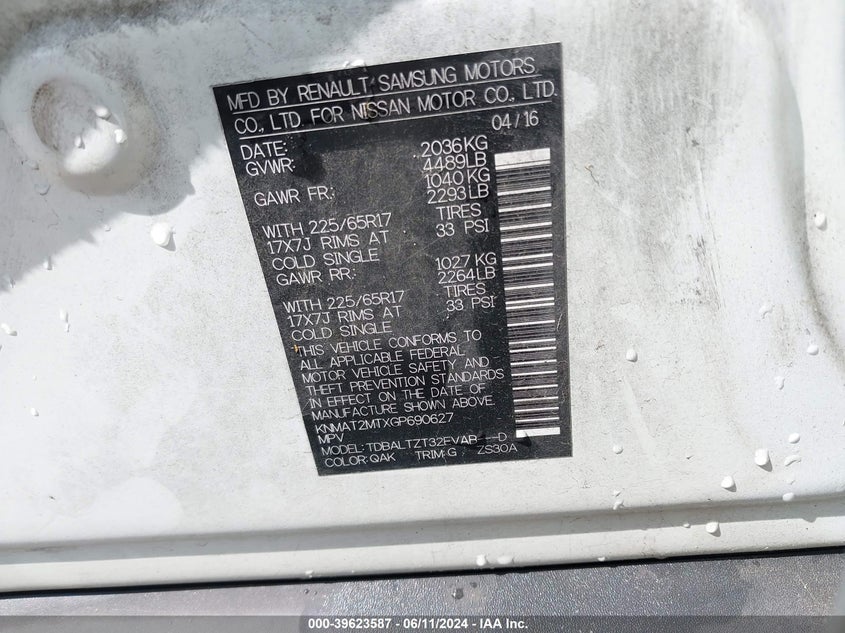 MFD BY RENAULT SAMSUNG MOTORS
CO., LTD. FOR NISSAN MOTOR CO., LTD.
DATE: 04/16
GVWR: 2036KG
4489LB
GAWR FR: 1040KG
2293LB
WITH 225/65R17 TIRES
17X7J RIMS AT 33 PSI
COLD SINGLE
GAWR RR: 1027KG
2264LB
WITH 225/65R17 TIRES
17X7J RIMS AT 33 PSI
COLD SINGLE
THIS VEHICLE CONFORMS TO
ALL APPLICABLE FEDERAL
MOTOR VEHICLE SAFETY AND
THEFT PREVENTION STANDARDS
IN EFFECT ON THE DATE OF
MANUFACTURE SHOWN ABOVE.
KNMAT2MTXGP690627
MPV
MODEL: TDBALTZT32EVAB--D
COLOR:QAK TRIM:G ZS30A
000-39623587 - 06/11/2024 - IAA Inc.